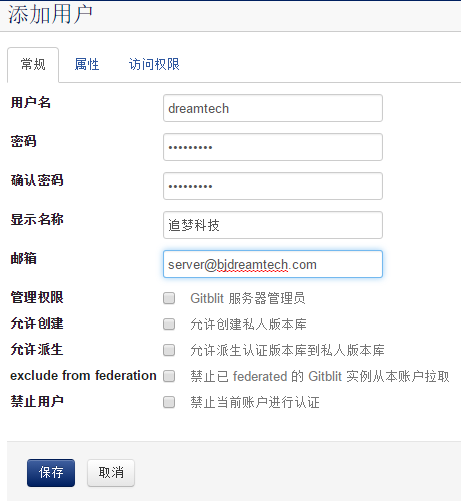 添加用户
常规 属性 访问权限
用户名 dreamtech
密码 •••••••••
确认密码 •••••••••
显示名称 追梦科技
邮箱 server@bjdreamtech.com
管理权限 Gitblit 服务器管理员
允许创建 允许创建私人版本库
允许派生 允许派生认证版本库到私人版本库
exclude from federation 禁止已 federated 的 Gitblit 实例从本账户拉取
禁止用户 禁止当前账户进行认证
保存 取消